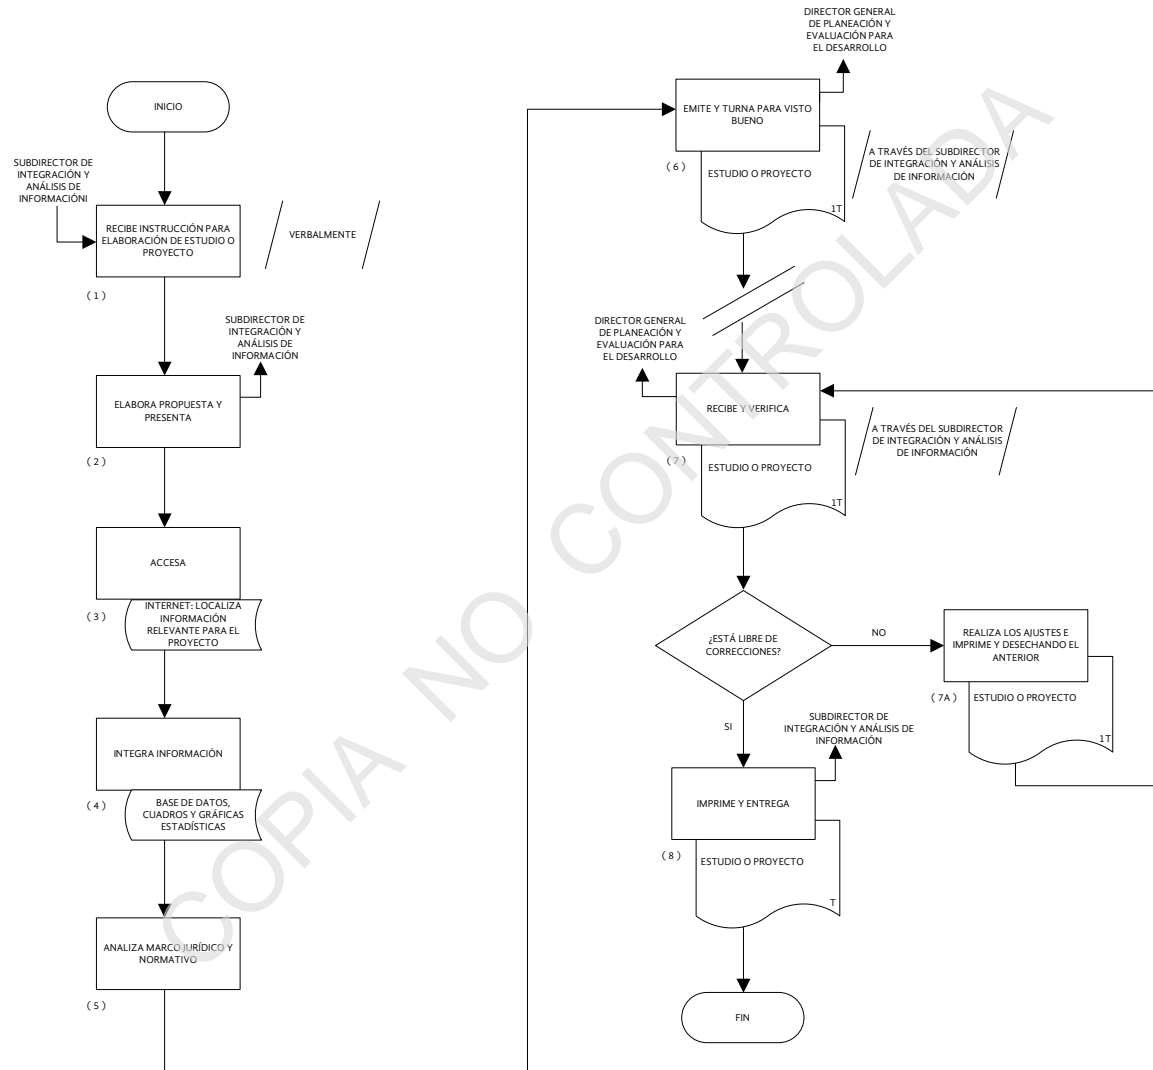 INICIO
SUBDIRECTOR DE
INTEGRACIÓN Y
ANÁLISIS DE
INFORMACIÓNI
RECIBE INSTRUCCIÓN PARA
ELABORACIÓN DE ESTUDIO O
PROYECTO
VERBALMENTE
( 1 )
SUBDIRECTOR DE
INTEGRACIÓN Y
ANÁLISIS DE
INFORMACIÓN
ELABORA PROPUESTA Y
PRESENTA
( 2 )
ACCESA
( 3 )
INTERNET: LOCALIZA
INFORMACIÓN
RELEVANTE PARA EL
PROYECTO
INTEGRA INFORMACIÓN
( 4 )
BASE DE DATOS,
CUADROS Y GRÁFICAS
ESTADÍSTICAS
ANALIZA MARCO JURÍDICO Y
NORMATIVO
( 5 )
DIRECTOR GENERAL
DE PLANEACIÓN Y
EVALUACIÓN PARA
EL DESARROLLO
EMITE Y TURNA PARA VISTO
BUENO
( 6 )
ESTUDIO O PROYECTO
1T
A TRAVÉS DEL SUBDIRECTOR
DE INTEGRACIÓN Y ANÁLISIS
DE INFORMACIÓN
DIRECTOR GENERAL
DE PLANEACIÓN Y
EVALUACIÓN PARA
EL DESARROLLO
RECIBE Y VERIFICA
( 7 )
ESTUDIO O PROYECTO
1T
A TRAVÉS DEL SUBDIRECTOR
DE INTEGRACIÓN Y ANÁLISIS
DE INFORMACIÓN
¿ESTÁ LIBRE DE
CORRECCIONES?
NO
REALIZA LOS AJUSTES E
IMPRIME Y DESECHANDO EL
ANTERIOR
( 7A )
ESTUDIO O PROYECTO
1T
SI
SUBDIRECTOR DE
INTEGRACIÓN Y ANÁLISIS DE
INFORMACIÓN
IMPRIME Y ENTREGA
( 8 )
ESTUDIO O PROYECTO
T
FIN
COPIA NO CONTROLADA